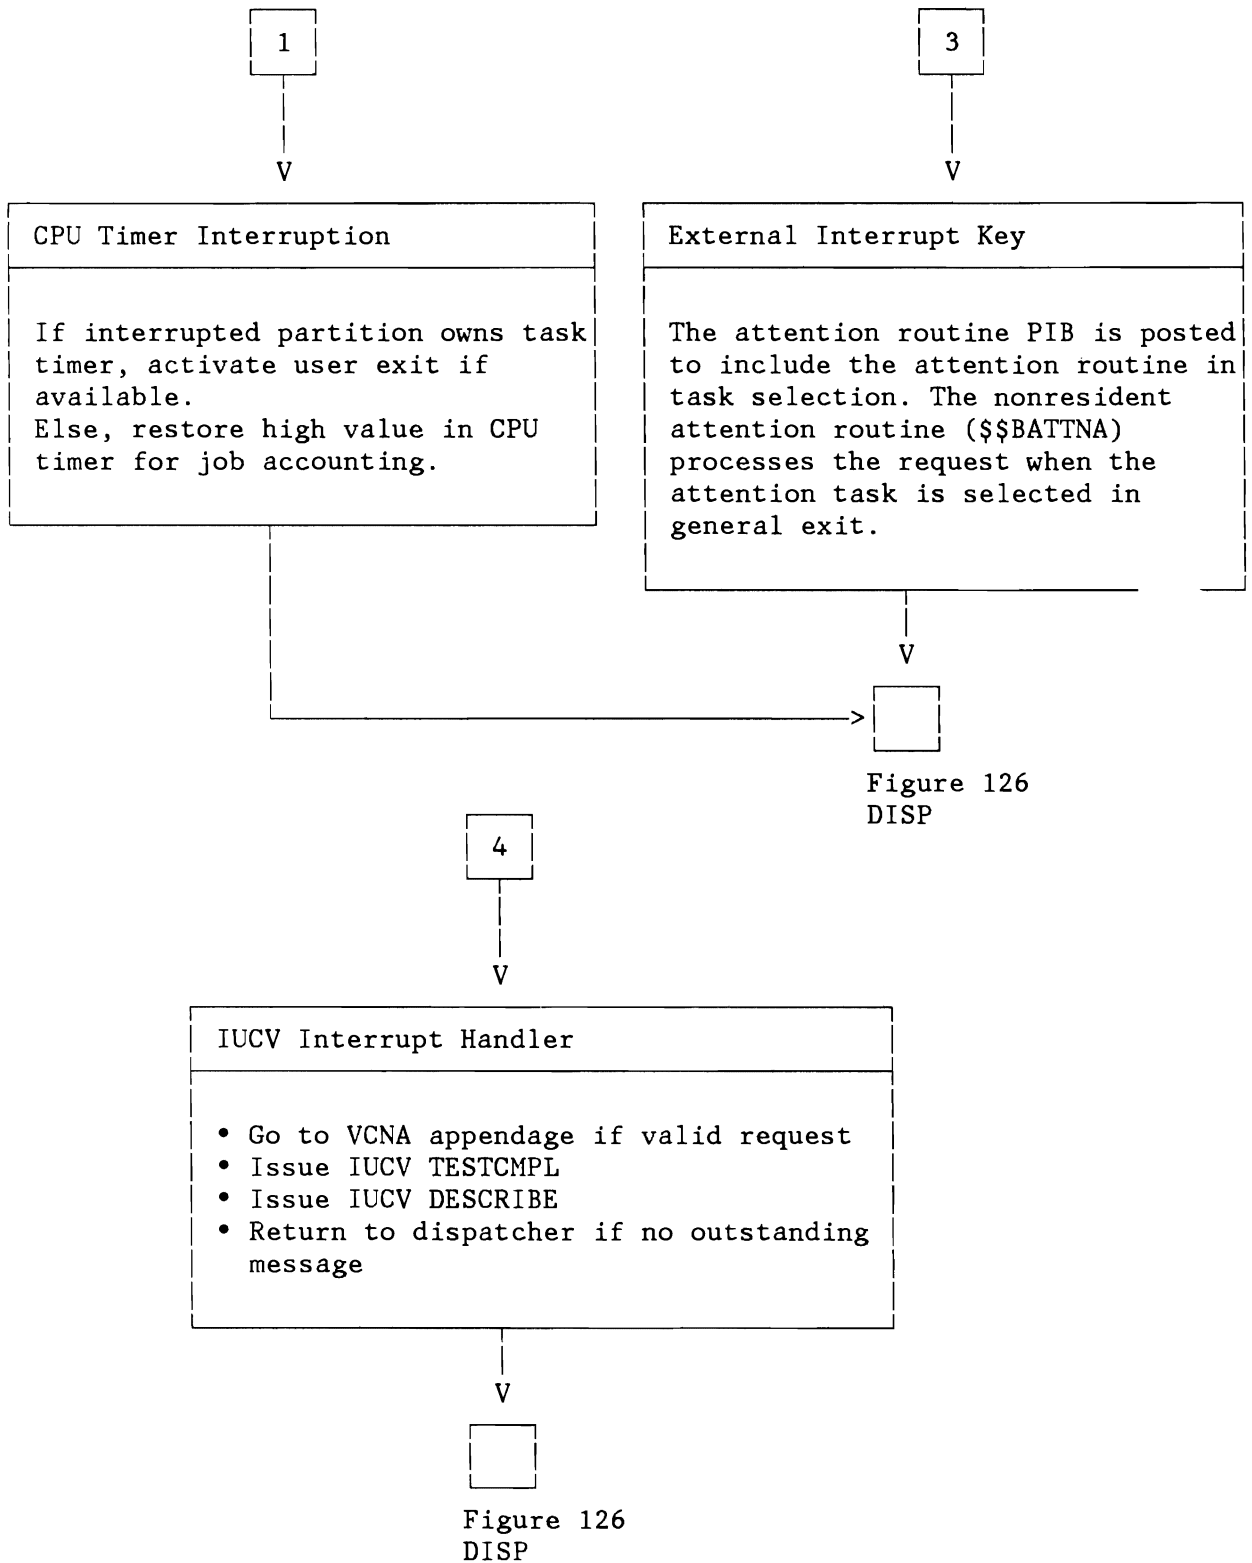 1
3
V
V
CPU Timer Interruption
If interrupted partition owns task
timer, activate user exit if
available.
Else, restore high value in CPU
timer for job accounting.
External Interrupt Key
The attention routine PIB is posted
to include the attention routine in
task selection. The nonresident
attention routine ($$BATTNA)
processes the request when the
attention task is selected in
general exit.
V
>
Figure 126
DISP
4
V
IUCV Interrupt Handler
• Go to VCNA appendage if valid request
• Issue IUCV TESTCMPL
• Issue IUCV DESCRIBE
• Return to dispatcher if no outstanding
message
V
Figure 126
DISP